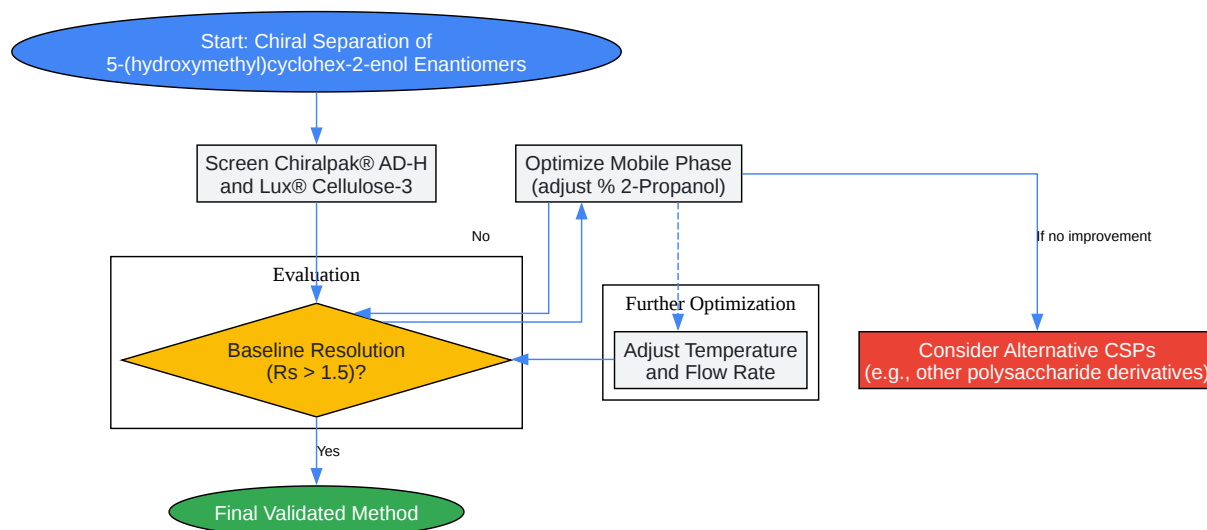 Start: Chiral Separation of
5-(hydroxymethyl)cyclohex-2-enol Enantiomers
Screen Chiralpak® AD-H
and Lux® Cellulose-3
Optimize Mobile Phase
(adjust % 2-Propanol)
No
If no improvement
Evaluation
Further Optimization
Baseline Resolution
(Rs > 1.5)?
Adjust Temperature
and Flow Rate
Consider Alternative CSPs
(e.g., other polysaccharide derivatives)
Yes
Final Validated Method